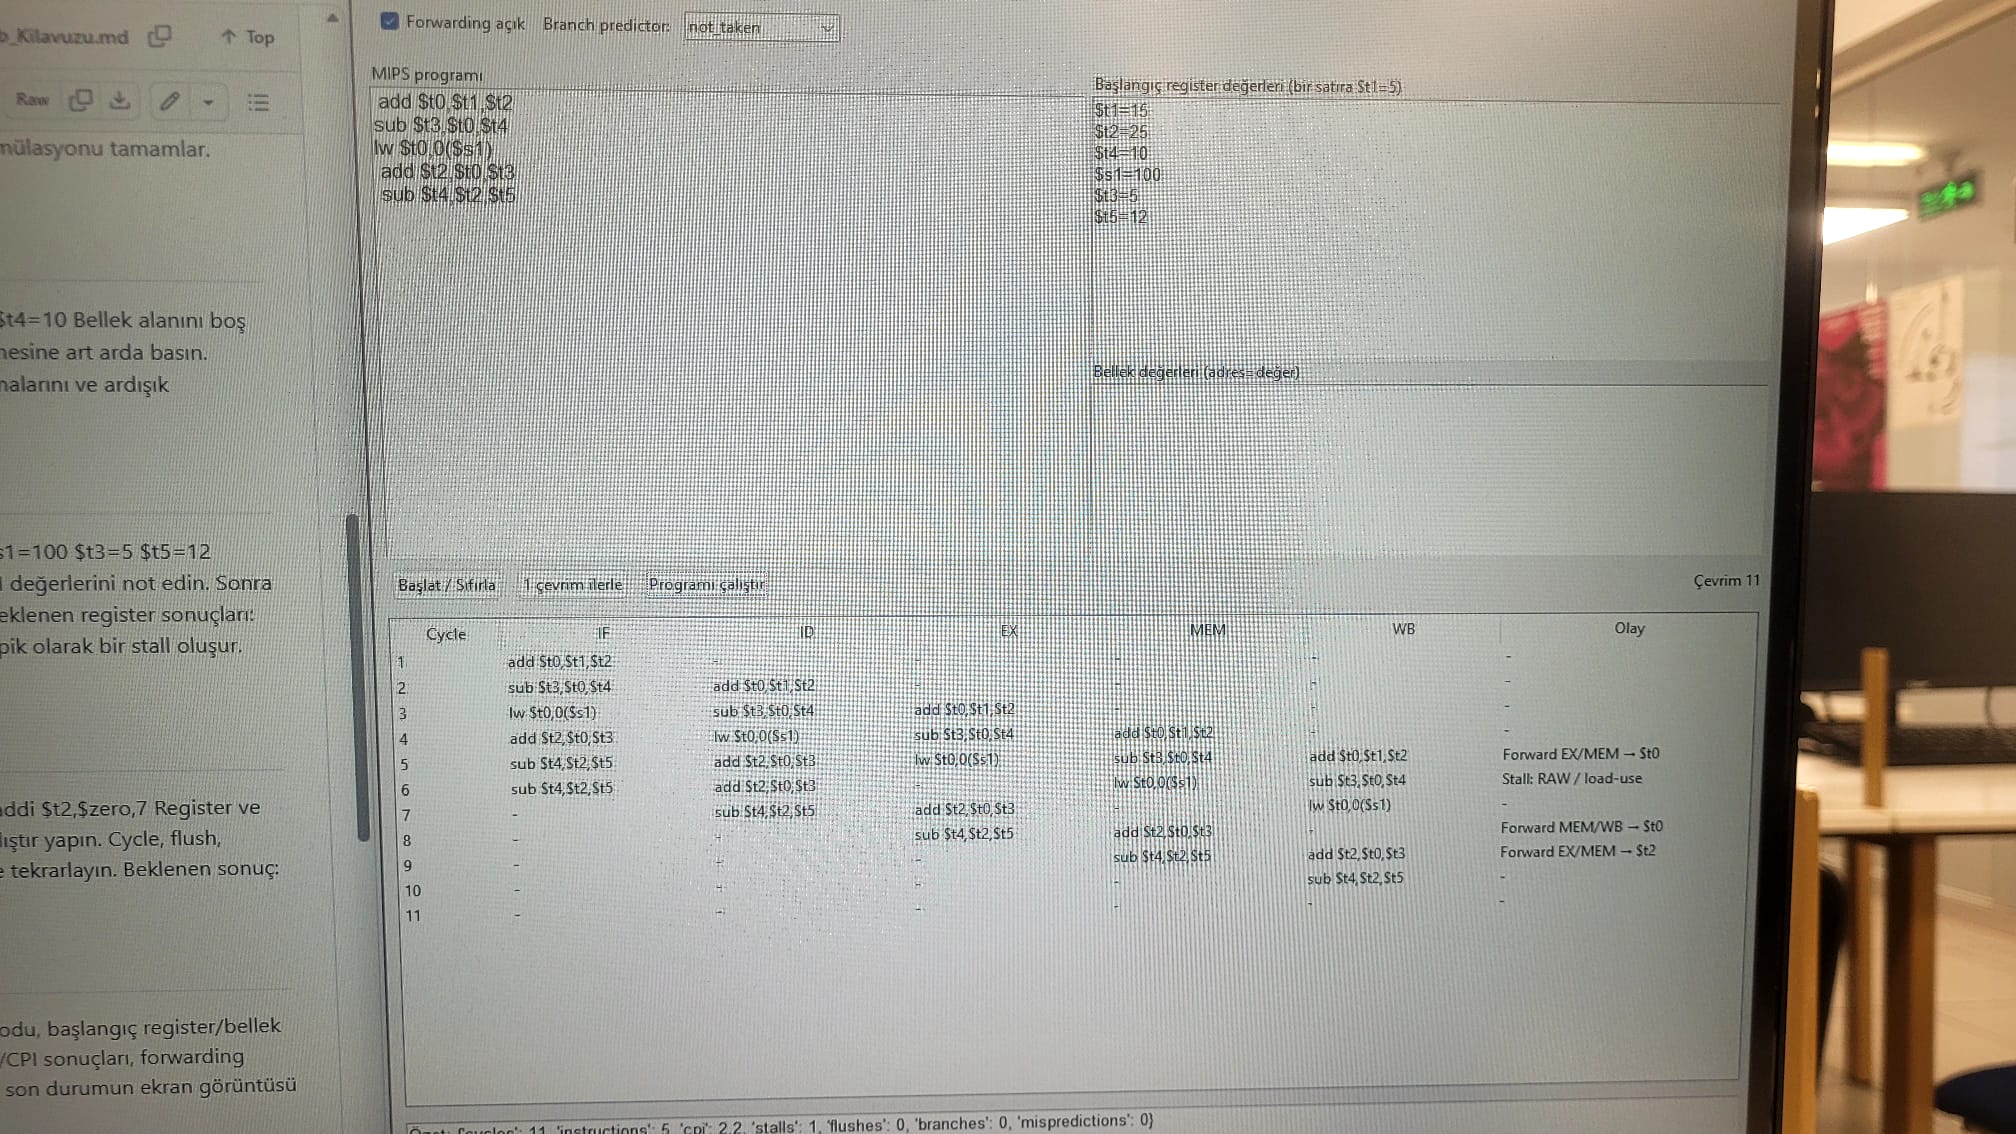 b_Kilavuzu.md
Top
Raw
mülasyonu tamamlar.
$t4=10 Bellek alanını boş
nesine art arda basın.
malarını ve ardışık
s1=100 $t3=5 $t5=12
değerlerini not edin. Sonra
eklenen register sonuçları:
pik olarak bir stall oluşur.
addi $t2,$zero,7 Register ve
lıştır yapın. Cycle, flush,
e tekrarlayın. Beklenen sonuç:
odu, başlangıç register/bellek
/CPI sonuçları, forwarding
son durumun ekran görüntüsü
Forwarding açık Branch predictor: not_taken
MIPS programı
add $t0,$t1,$t2
sub $t3,$t0,$t4
lw $t0,0($s1)
add $t2,$t0,$t3
sub $t4,$t2,$t5
Başlangıç register değerleri (bir satıra $t1=5)
$t1=15
$t2=25
$t4=10
$s1=100
$t3=5
$t5=12
Bellek değerleri (adres=değer)
Başlat / Sıfırla 1 çevrim ilerle Programı çalıştır Çevrim 11
Cycle IF ID EX MEM WB Olay
1 add $t0,$t1,$t2 - - - - -
2 sub $t3,$t0,$t4 add $t0,$t1,$t2 - - - -
3 lw $t0,0($s1) sub $t3,$t0,$t4 add $t0,$t1,$t2 - - -
4 add $t2,$t0,$t3 lw $t0,0($s1) sub $t3,$t0,$t4 add $t0,$t1,$t2 - -
5 sub $t4,$t2,$t5 add $t2,$t0,$t3 lw $t0,0($s1) sub $t3,$t0,$t4 add $t0,$t1,$t2 Forward EX/MEM → $t0
6 sub $t4,$t2,$t5 add $t2,$t0,$t3 - lw $t0,0($s1) sub $t3,$t0,$t4 Stall: RAW / load-use
7 - sub $t4,$t2,$t5 add $t2,$t0,$t3 - lw $t0,0($s1) -
8 - - sub $t4,$t2,$t5 add $t2,$t0,$t3 - Forward MEM/WB → $t0
9 - - - sub $t4,$t2,$t5 add $t2,$t0,$t3 Forward EX/MEM → $t2
10 - - - - sub $t4,$t2,$t5 -
11 - - - - - -
Özet: {'cycles': 11, 'instructions': 5, 'cpi': 2.2, 'stalls': 1, 'flushes': 0, 'branches': 0, 'mispredictions': 0}